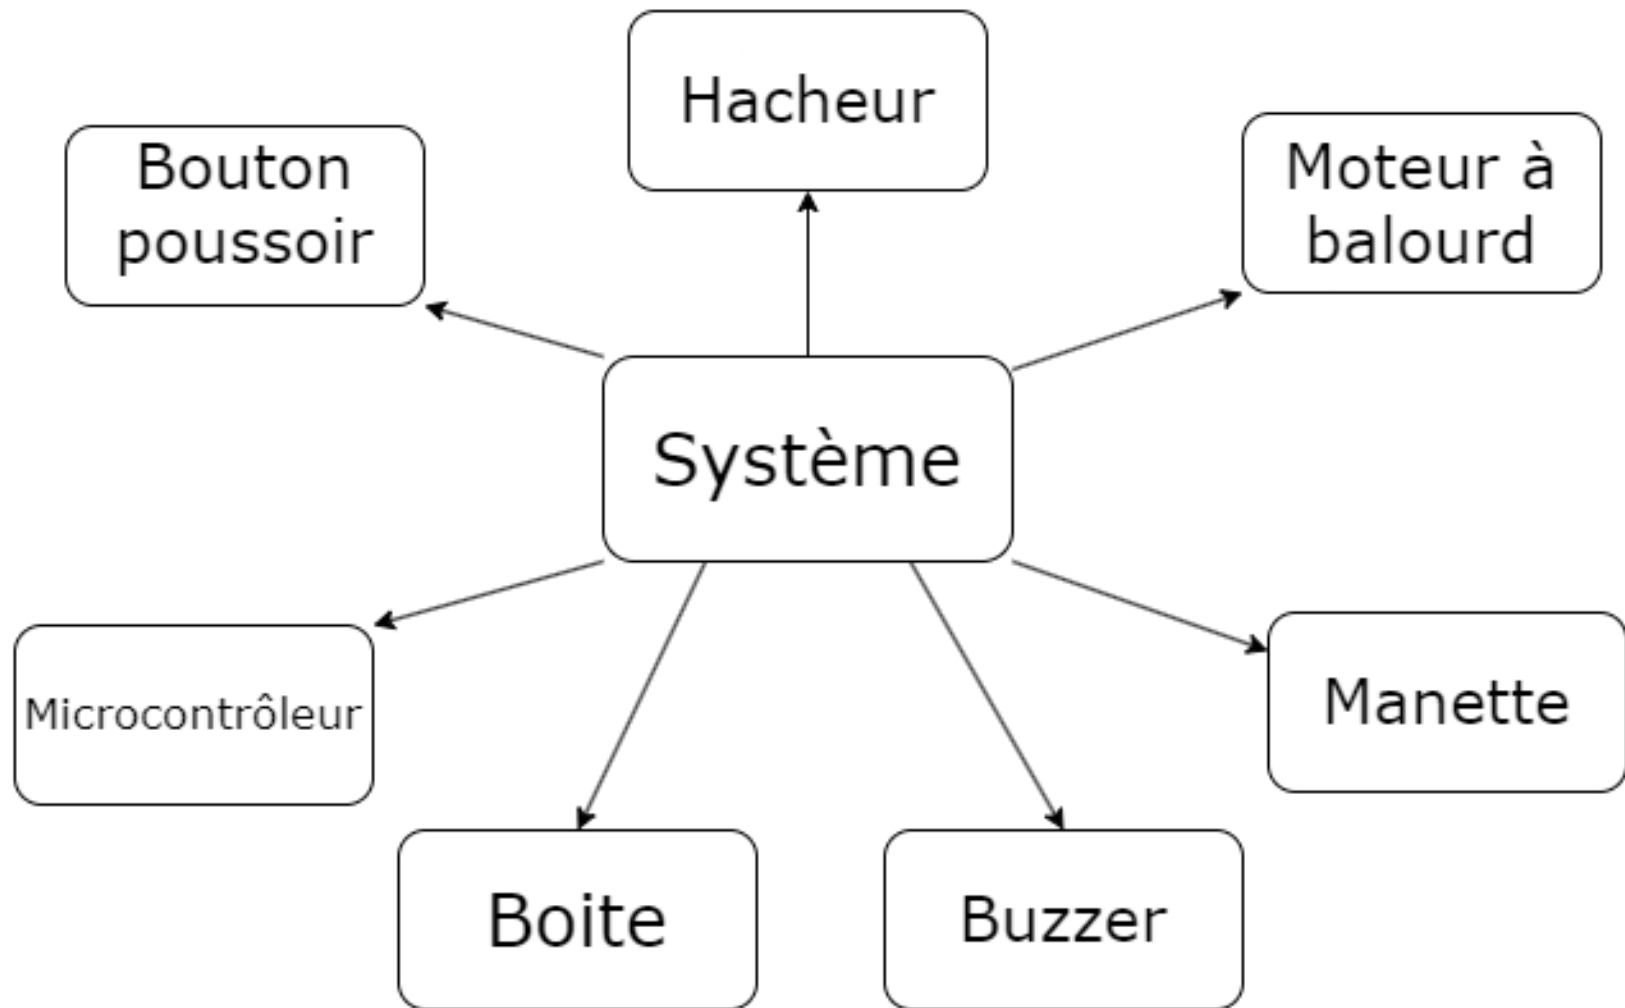 Hacheur
Bouton
poussoir
Moteur à
balourd
Système
Microcontrôleur
Manette
Boite
Buzzer